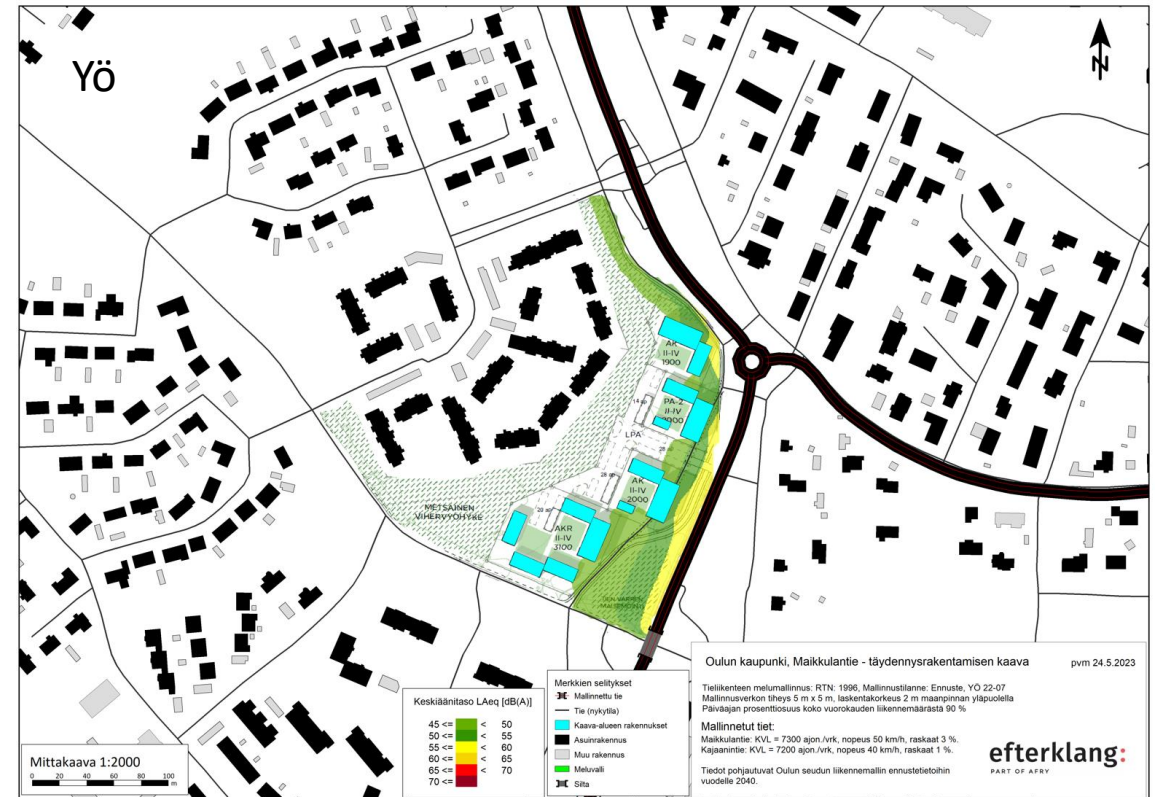 Yö
N
AK
II-IV
1900
14 ap
PA-2
II-IV
LPA
28 ap
AK
II-IV
2000
METSÄINEN
VIHERVYÖHYKE
AKR
II-IV
3100
Mittakaava 1:2000
0 20 40 60 80 100
m
Keskiäänitaso LAeq [dB(A)]
45 <= < 50
50 <= < 55
55 <= < 60
60 <= < 65
65 <= < 70
70 <=
Merkkien selitykset
Mallinnettu tie
Tie (nykytila)
Kaava-alueen rakennukset
Asuinrakennus
Muu rakennus
Meluvalli
Silta
Oulun kaupunki, Maikkulantie - täydennysrakentamisen kaava pvm 24.5.2023
Tieliikenteen melumallinnus: RTN: 1996, Mallinnustilanne: Ennuste, YÖ 22-07
Mallinnusverkon tiheys 5 m x 5 m, laskentakorkeus 2 m maanpinnan yläpuolella
Päiväajan prosenttiosuus koko vuorokauden liikennemäärästä 90 %
Mallinnetut tiet:
Maikkulantie: KVL = 7300 ajon./vrk, nopeus 50 km/h, raskaat 3 %.
Kajaanintie: KVL = 7200 ajon./vrk, nopeus 40 km/h, raskaat 1 %.
Tiedot pohjautuvat Oulun seudun liikennemallin ennustetietoihin
vuodelle 2040.
efterklang:
PART OF AFRY